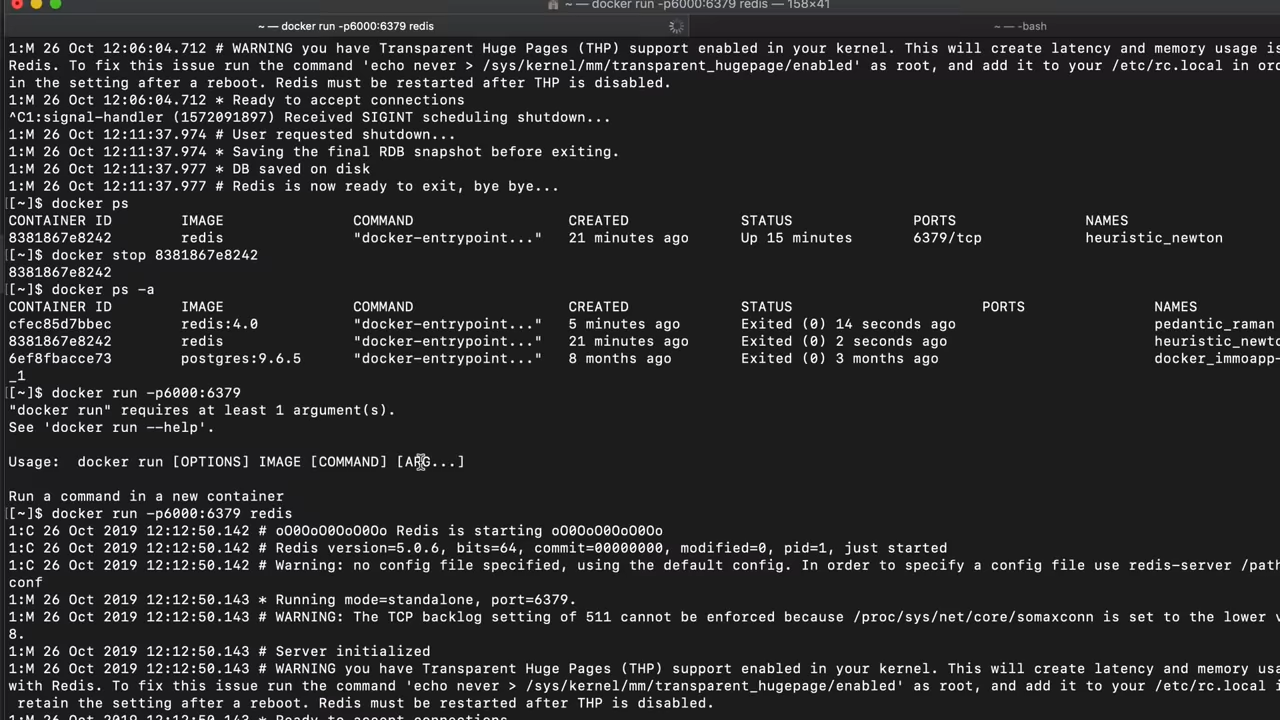 ~ — docker run -p6000:6379 redis — 158×41
~ — docker run -p6000:6379 redis
~ — -bash
1:M 26 Oct 12:06:04.712 # WARNING you have Transparent Huge Pages (THP) support enabled in your kernel. This will create latency and memory usage is
Redis. To fix this issue run the command 'echo never > /sys/kernel/mm/transparent_hugepage/enabled' as root, and add it to your /etc/rc.local in ord
in the setting after a reboot. Redis must be restarted after THP is disabled.
1:M 26 Oct 12:06:04.712 * Ready to accept connections
^C1:signal-handler (1572091897) Received SIGINT scheduling shutdown...
1:M 26 Oct 12:11:37.974 # User requested shutdown...
1:M 26 Oct 12:11:37.974 * Saving the final RDB snapshot before exiting.
1:M 26 Oct 12:11:37.977 * DB saved on disk
1:M 26 Oct 12:11:37.977 # Redis is now ready to exit, bye bye...
[[~]$ docker ps
CONTAINER ID IMAGE COMMAND CREATED STATUS PORTS NAMES
8381867e8242 redis "docker-entrypoint..." 21 minutes ago Up 15 minutes 6379/tcp heuristic_newton
[[~]$ docker stop 8381867e8242
8381867e8242
[[~]$ docker ps -a
CONTAINER ID IMAGE COMMAND CREATED STATUS PORTS NAMES
cfec85d7bbec redis:4.0 "docker-entrypoint..." 5 minutes ago Exited (0) 14 seconds ago pedantic_raman
8381867e8242 redis "docker-entrypoint..." 21 minutes ago Exited (0) 2 seconds ago heuristic_newto
6ef8fbacce73 postgres:9.6.5 "docker-entrypoint..." 8 months ago Exited (0) 3 months ago docker_immoapp-
_1
[[~]$ docker run -p6000:6379
"docker run" requires at least 1 argument(s).
See 'docker run --help'.
Usage: docker run [OPTIONS] IMAGE [COMMAND] [ARG...]
Run a command in a new container
[[~]$ docker run -p6000:6379 redis
1:C 26 Oct 2019 12:12:50.142 # oO0OoO0OoO0Oo Redis is starting oO0OoO0OoO0Oo
1:C 26 Oct 2019 12:12:50.142 # Redis version=5.0.6, bits=64, commit=00000000, modified=0, pid=1, just started
1:C 26 Oct 2019 12:12:50.142 # Warning: no config file specified, using the default config. In order to specify a config file use redis-server /path
conf
1:M 26 Oct 2019 12:12:50.143 * Running mode=standalone, port=6379.
1:M 26 Oct 2019 12:12:50.143 # WARNING: The TCP backlog setting of 511 cannot be enforced because /proc/sys/net/core/somaxconn is set to the lower v
8.
1:M 26 Oct 2019 12:12:50.143 # Server initialized
1:M 26 Oct 2019 12:12:50.143 # WARNING you have Transparent Huge Pages (THP) support enabled in your kernel. This will create latency and memory usa
with Redis. To fix this issue run the command 'echo never > /sys/kernel/mm/transparent_hugepage/enabled' as root, and add it to your /etc/rc.local i
retain the setting after a reboot. Redis must be restarted after THP is disabled.
1:M 26 Oct 2019 12:12:50.143 * Ready to accept connections